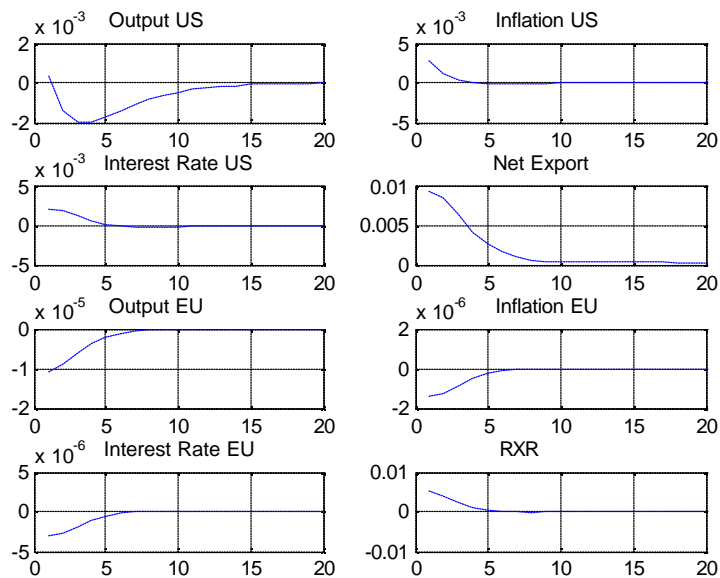 x 10-3 Output US
2
0
-2
0 5 10 15 20
Inflation US
x 10-3
5
0
-5
0 5 10 15 20
x 10-3 Interest Rate US
5
0
-5
0 5 10 15 20
Net Export
0.01
0.005
0
0 5 10 15 20
x 10-5 Output EU
0
-1
-2
0 5 10 15 20
x 10-6 Inflation EU
2
0
-2
0 5 10 15 20
x 10-6 Interest Rate EU
5
0
-5
0 5 10 15 20
RXR
0.01
0
-0.01
0 5 10 15 20